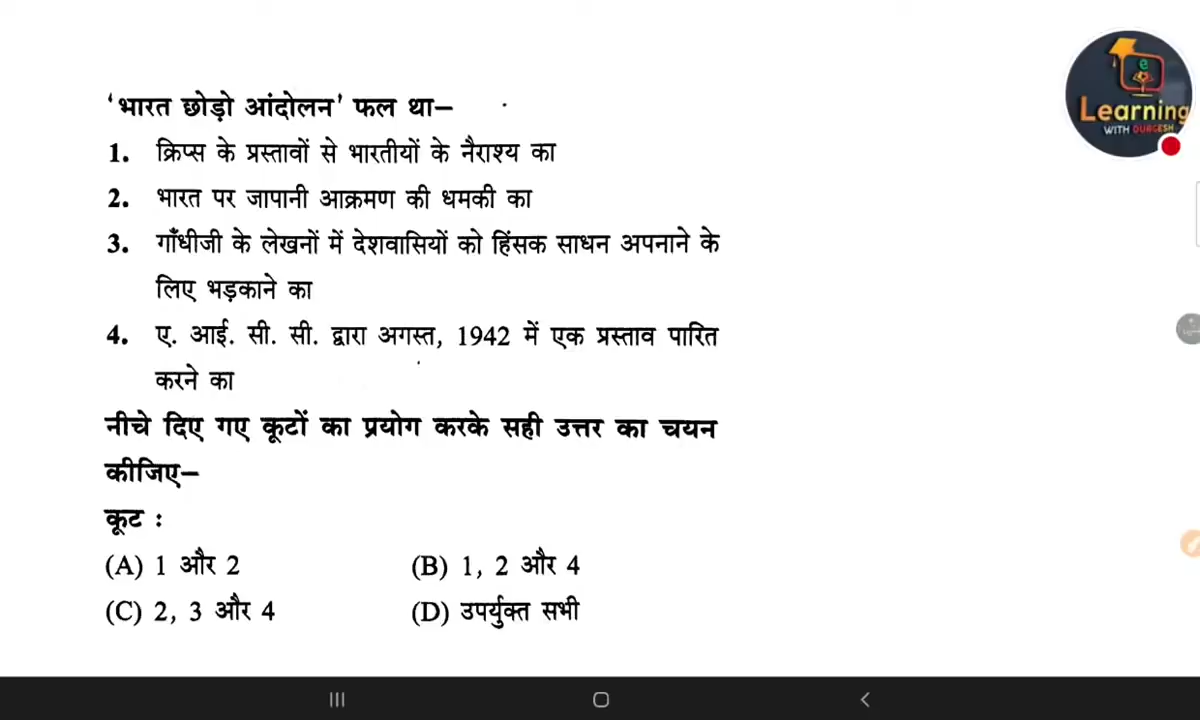 'भारत छोड़ो आंदोलन' फल था–
1. क्रिप्स के प्रस्तावों से भारतीयों के नैराश्य का
2. भारत पर जापानी आक्रमण की धमकी का
3. गाँधीजी के लेखनों में देशवासियों को हिंसक साधन अपनाने के
लिए भड़काने का
4. ए. आई. सी. सी. द्वारा अगस्त, 1942 में एक प्रस्ताव पारित
करने का
नीचे दिए गए कूटों का प्रयोग करके सही उत्तर का चयन
कीजिए–
कूट :
(A) 1 और 2 (B) 1, 2 और 4
(C) 2, 3 और 4 (D) उपर्युक्त सभी
e
Learning
WITH DURGESH